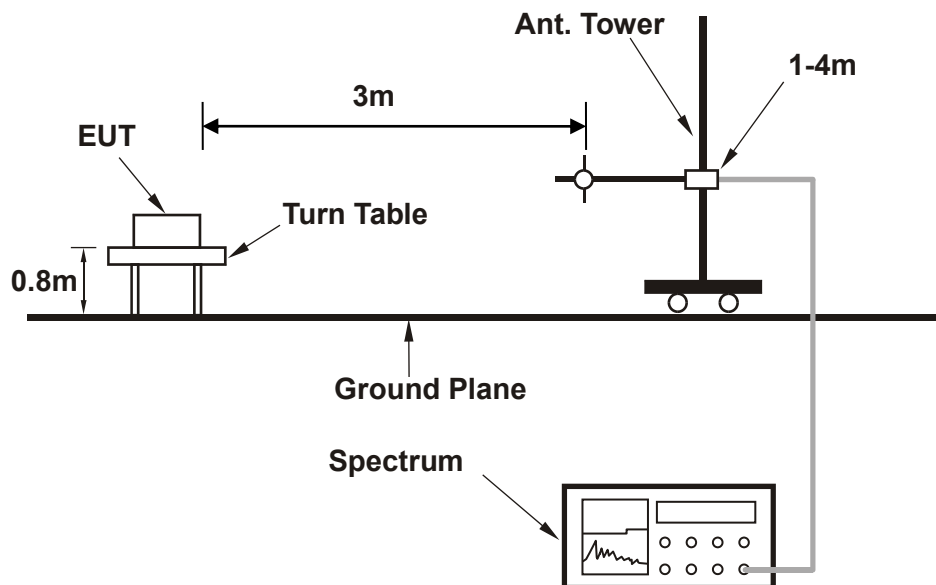 Ant. Tower
1-4m
3m
EUT
Turn Table
0.8m
Ground Plane
Spectrum